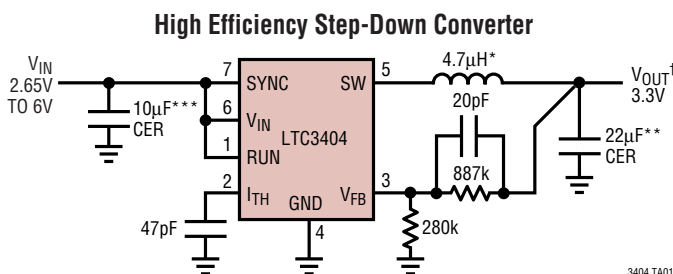 High Efficiency Step-Down Converter
VIN
2.65V
TO 6V
10µF***
CER
7
SYNC
6
VIN
1
RUN
2
ITH
47pF
LTC3404
GND
4
SW
5
VFB
3
4.7µH*
20pF
887k
280k
VOUT†
3.3V
22µF**
CER
3404 TA01